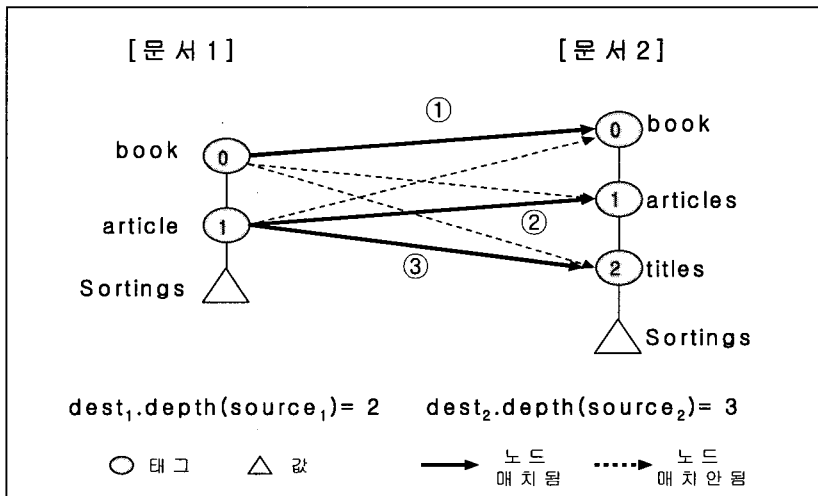 [문서1] [문서2]
①
book 0 0 book
article 1 1 articles
②
③
2 titles
Sortings
Sortings
dest₁.depth(source₁)= 2 dest₂.depth(source₂)= 3
태그 값 노드 매치됨 노드 매치안됨